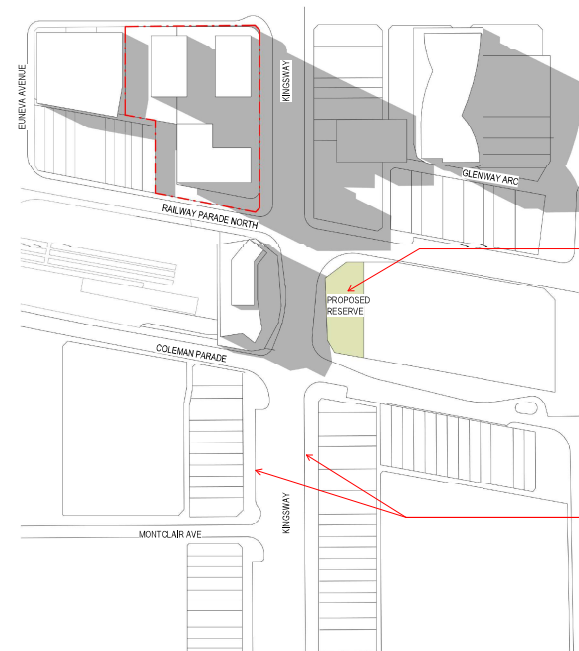 EUNEVA AVENUE
KINGSWAY
GLENWAY ARC
RAILWAY PARADE NORTH
PROPOSED
RESERVE
COLEMAN PARADE
KINGSWAY
MONTCLAIR AVE